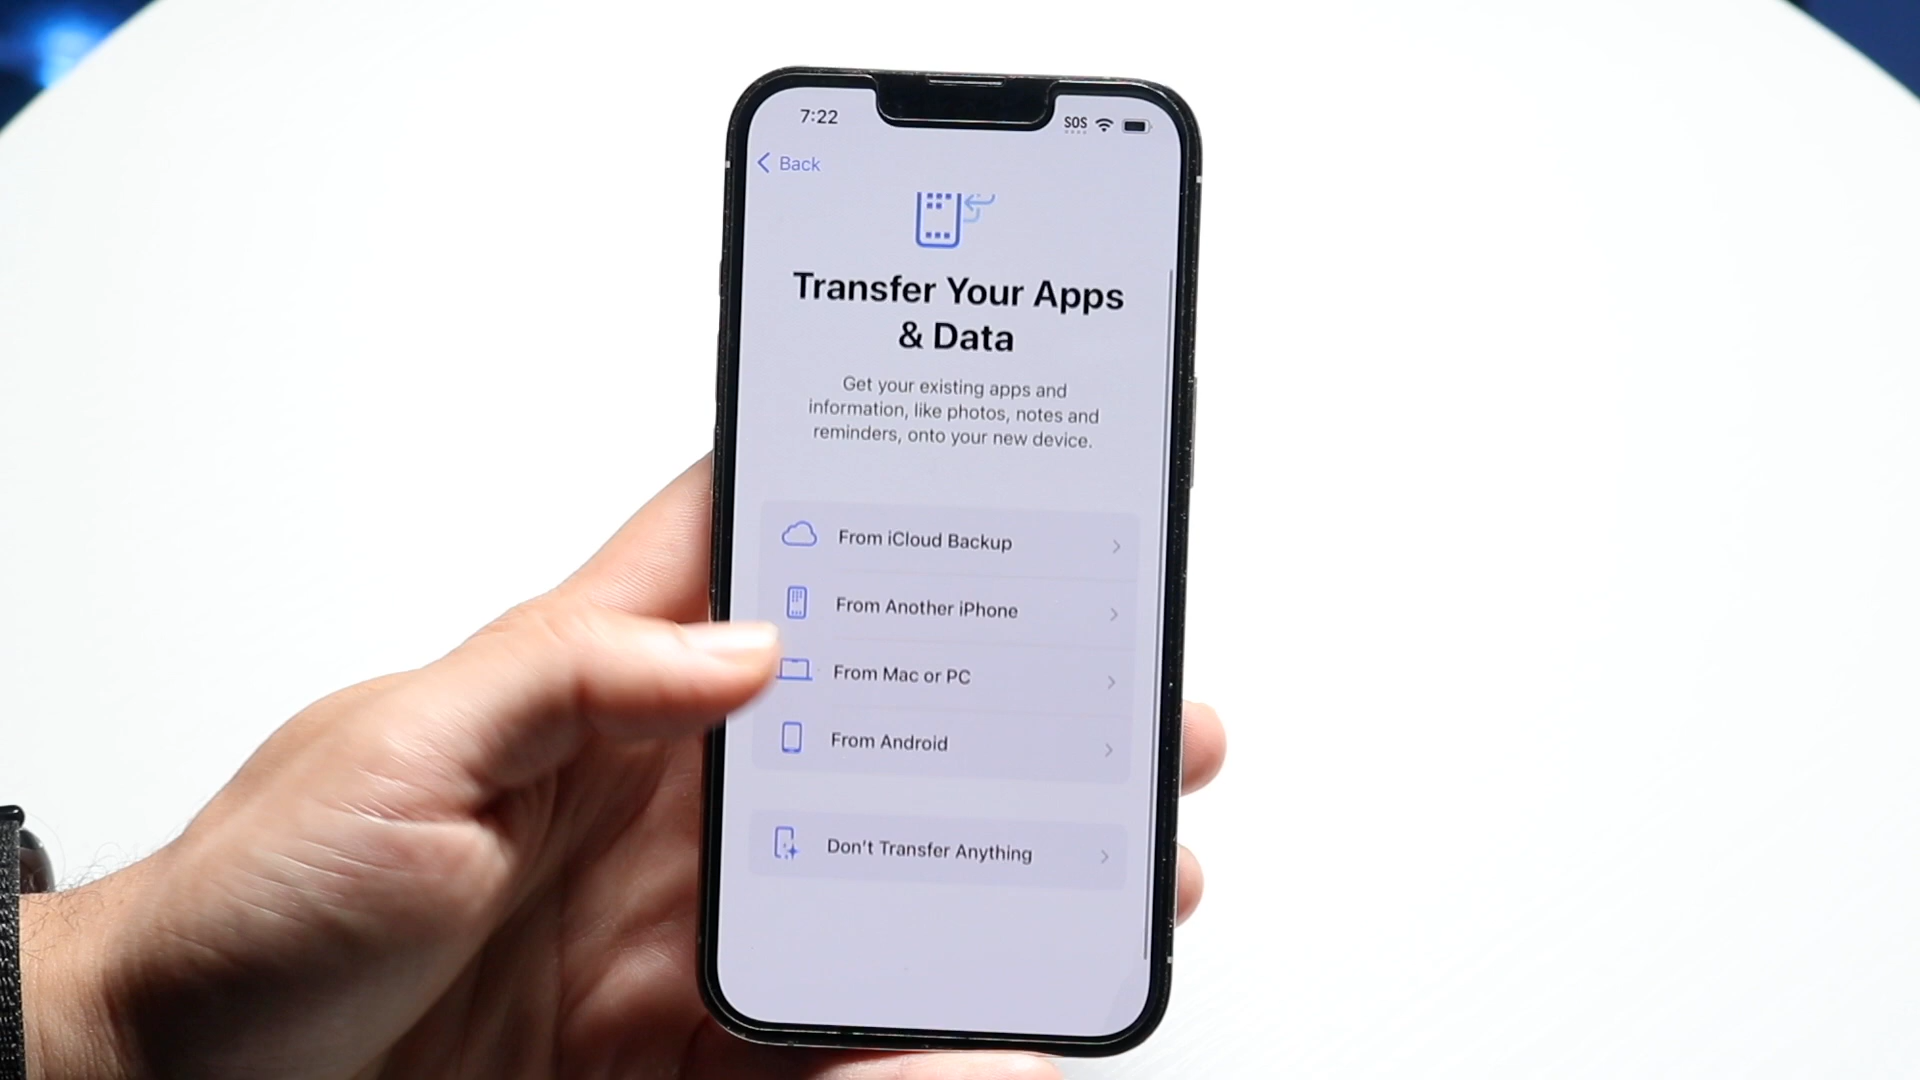 7:22
SOS
Back
Transfer Your Apps
& Data
Get your existing apps and
information, like photos, notes and
reminders, onto your new device.
From iCloud Backup
From Another iPhone
From Mac or PC
From Android
Don't Transfer Anything